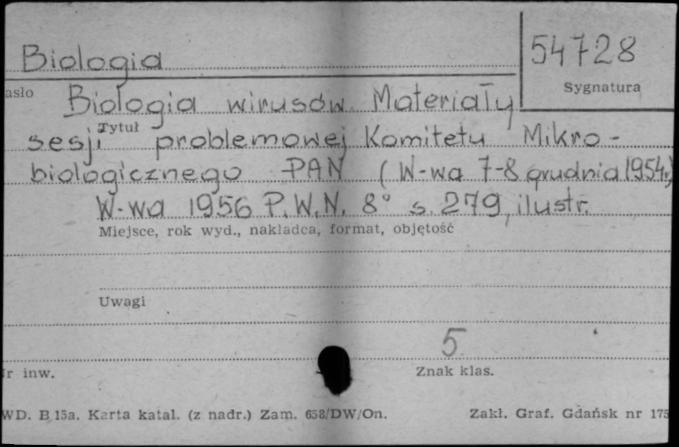 Biologia
54728
asło
Sygnatura
Biologia wirusów. Materiały
Tytuł
sesji problemowej Komitetu Mikro-
biologicznego PAN (W-wa 7-8 grudnia 1954r.)
W-wa 1956 P.W.N. 8° s. 279, ilustr.
Miejsce, rok wyd., nakładca, format, objętość
Uwagi
5
r inw.
Znak klas.
WD. B 15a. Karta katal. (z nadr.) Zam. 658/DW/On.
Zakł. Graf. Gdańsk nr 175